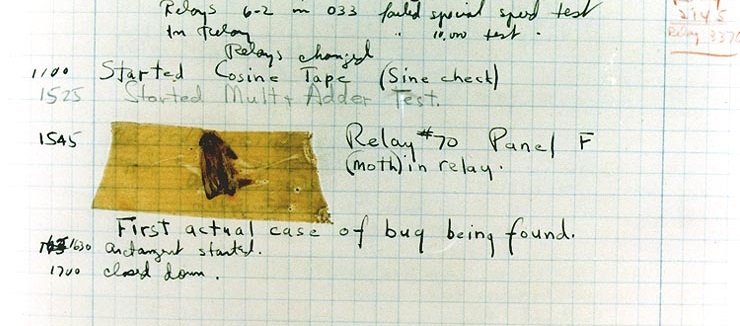 Relays 6-2 in 033 failed special speed test
In Relay " 10,000 test.
Relays changed
2145
Relay 3370
1100 Started Cosine Tape (Sine check)
1525 Started Mult + Adder Test.
1545 Relay #70 Panel F
(moth) in relay.
First actual case of bug being found.
1630 antangent started.
1700 closed down.